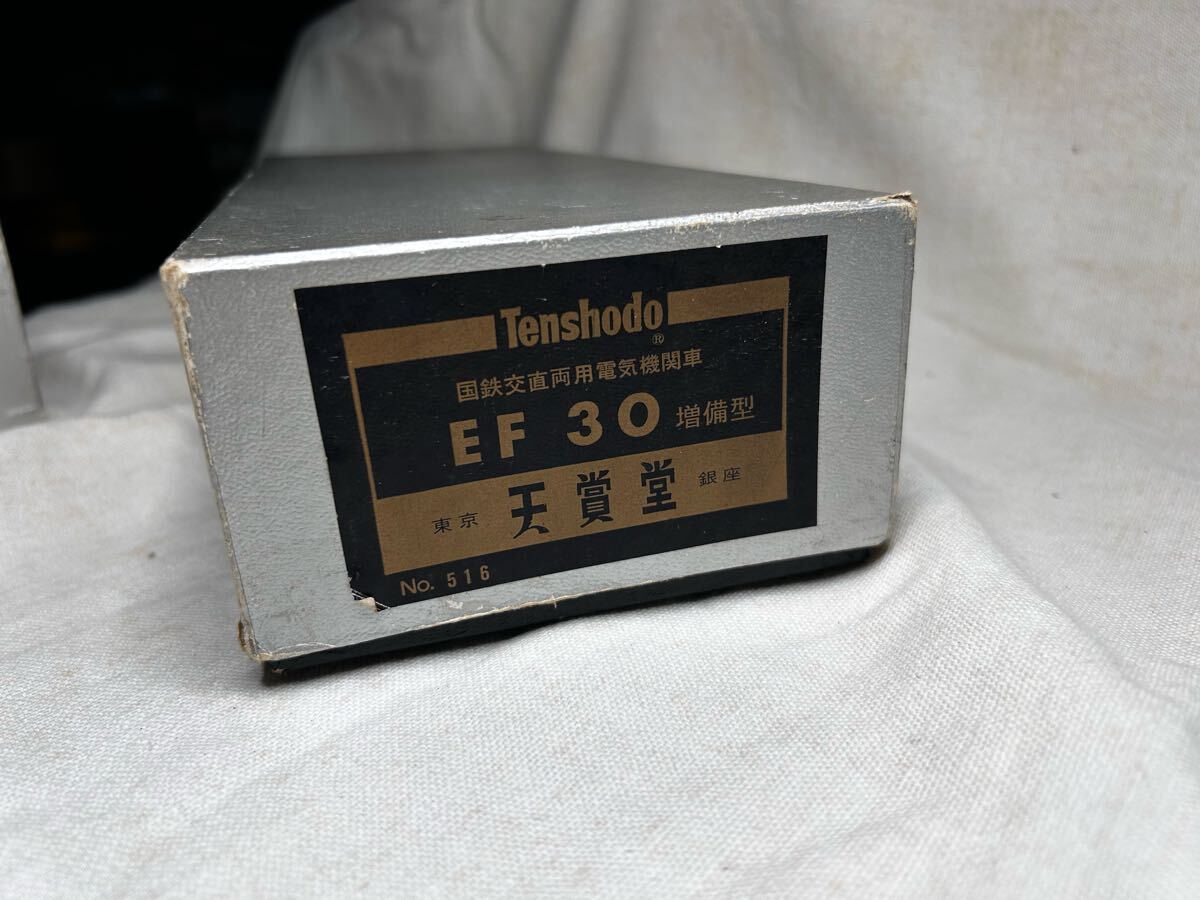 Tenshodo®
国鉄交直両用電気機関車
EF 30 増備型
東京 天賞堂 銀座
No. 516